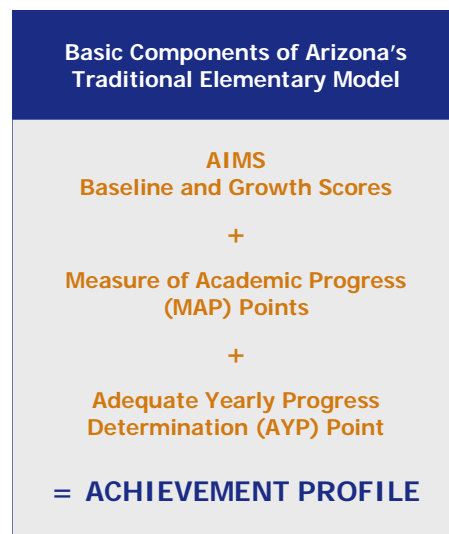 Basic Components of Arizona's
Traditional Elementary Model
AIMS
Baseline and Growth Scores
+
Measure of Academic Progress
(MAP) Points
+
Adequate Yearly Progress
Determination (AYP) Point
= ACHIEVEMENT PROFILE